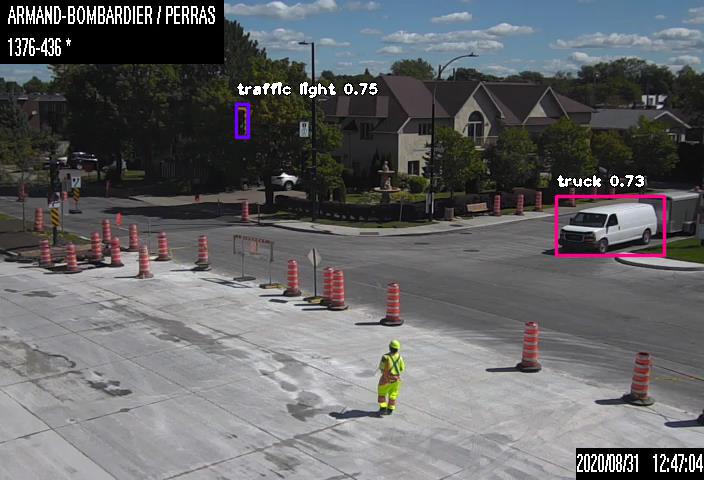 ARMAND-BOMBARDIER / PERRAS
1376-436 *
traffic light 0.75
truck 0.73
2020/08/31 12:47:04